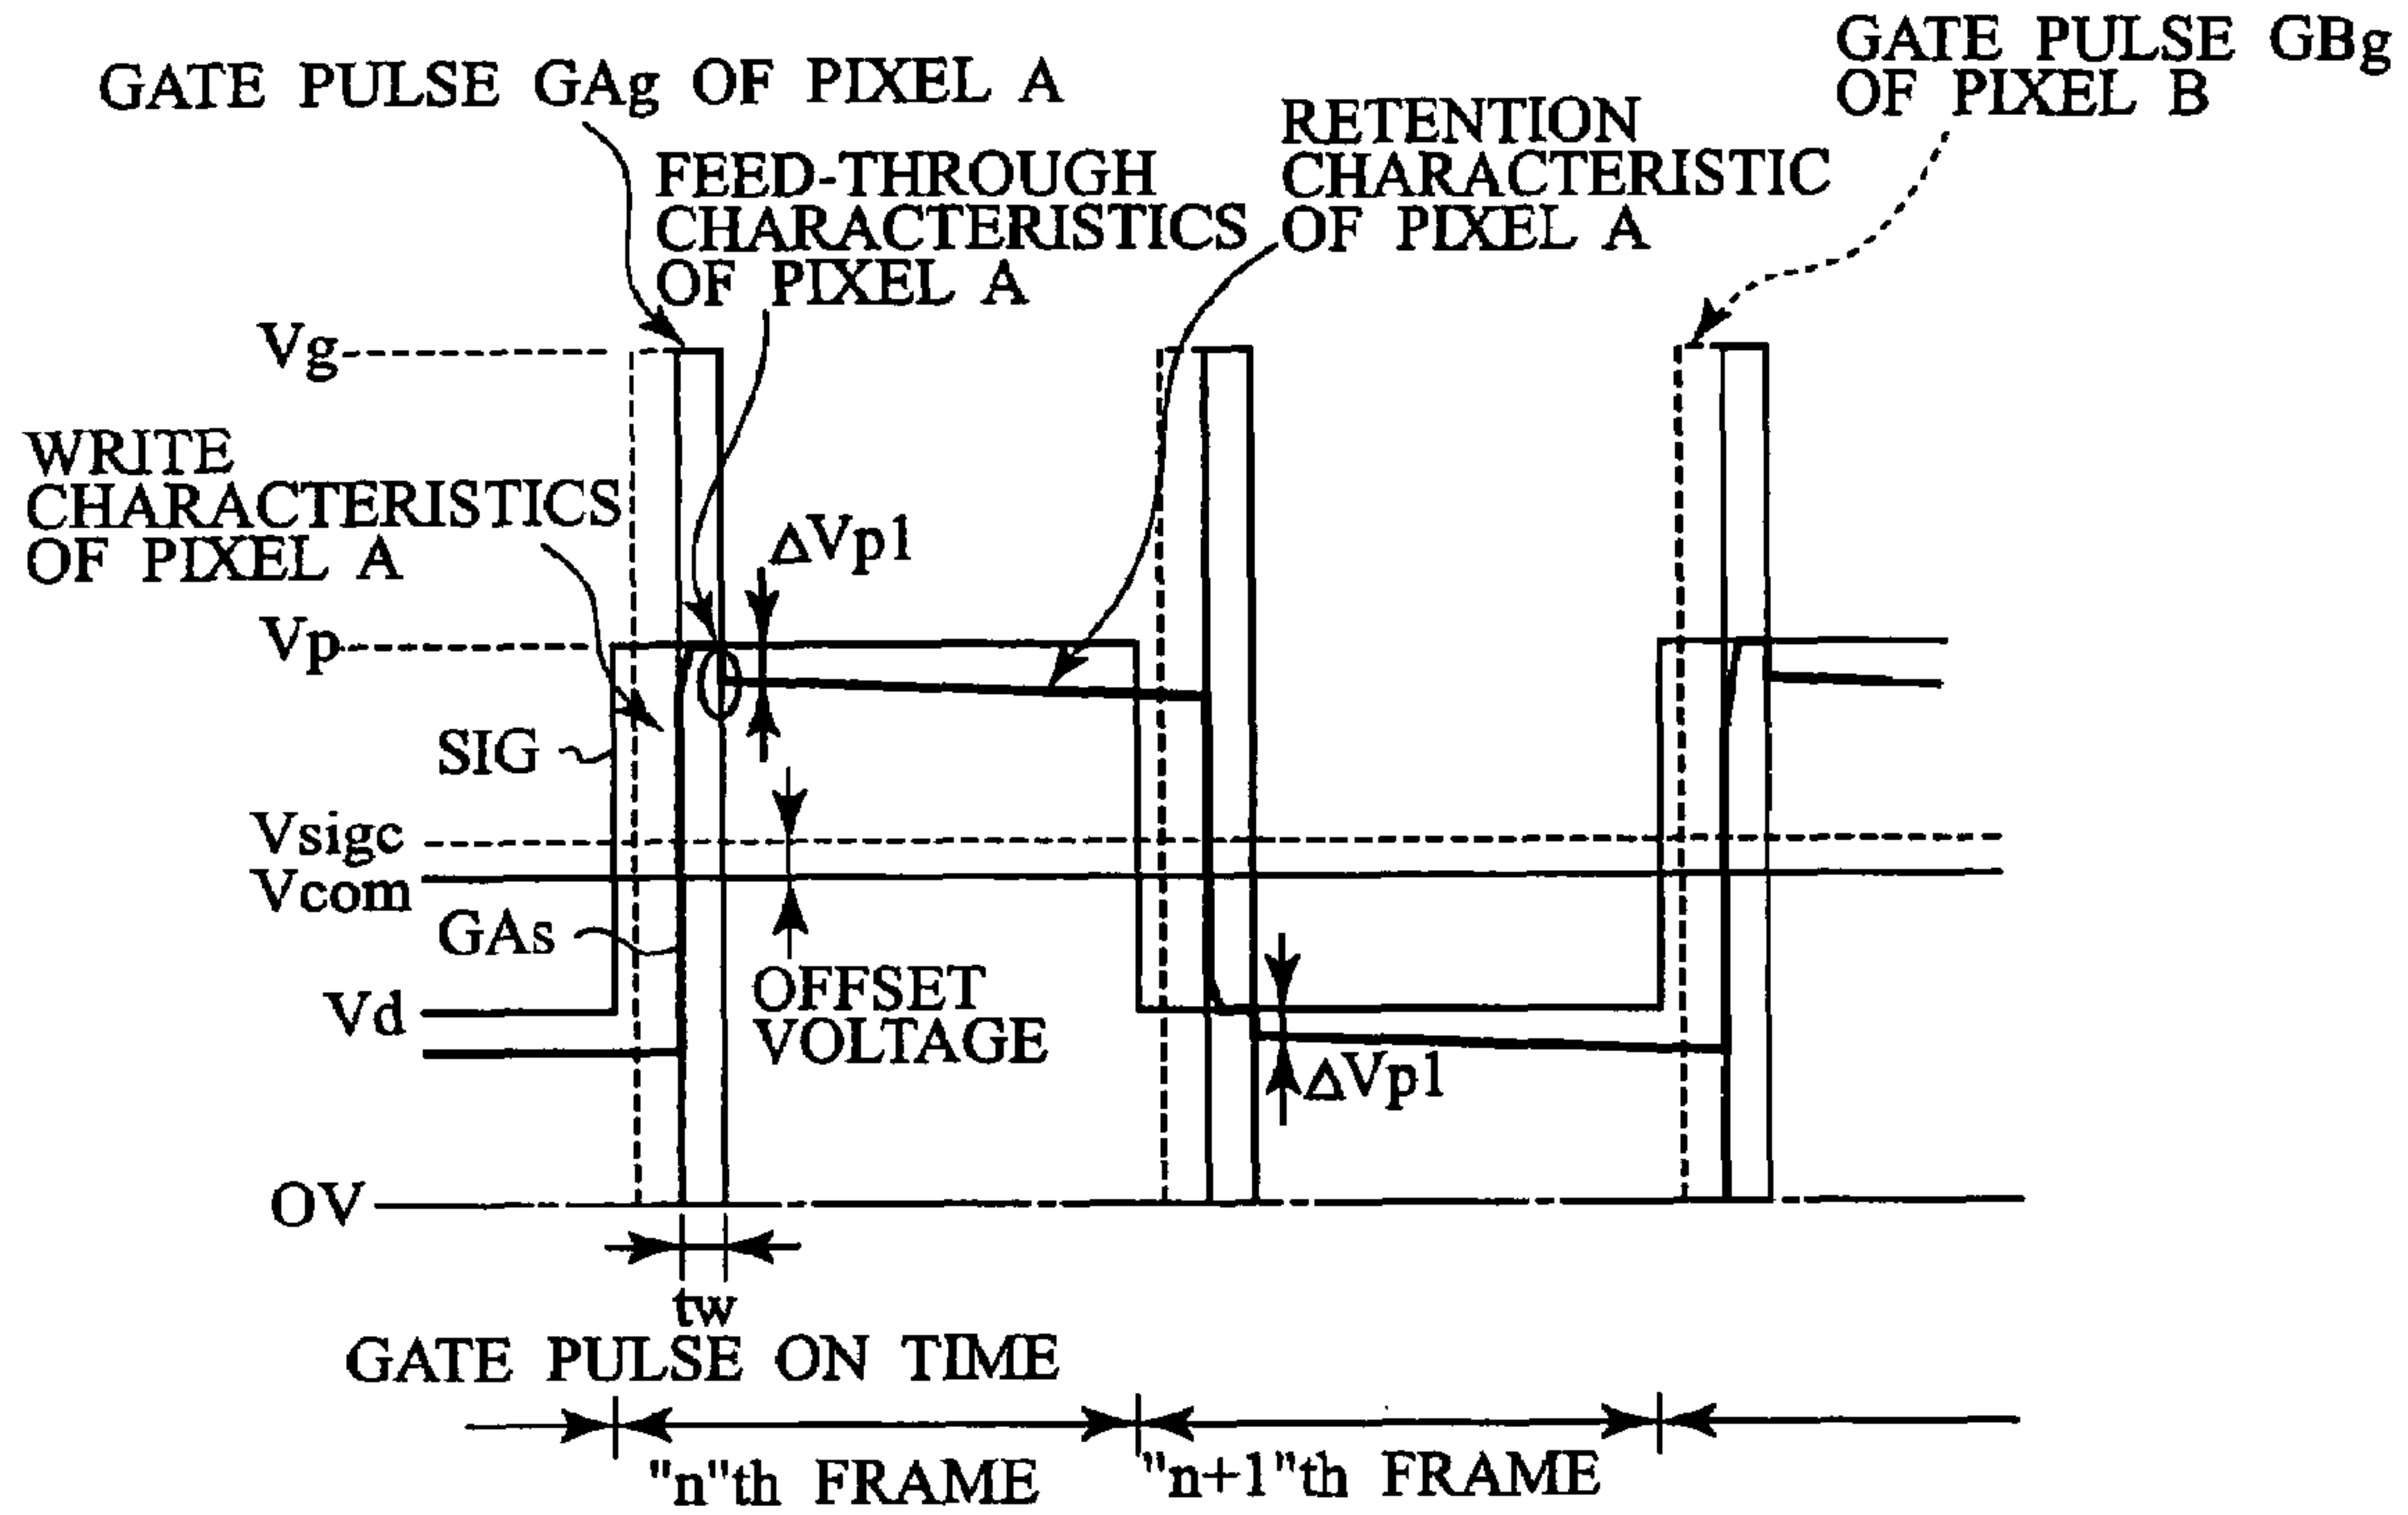 GATE PULSE GAg OF PIXEL A
GATE PULSE GBg
OF PIXEL B
FEED-THROUGH
CHARACTERISTICS
OF PIXEL A
RETENTION
CHARACTERISTIC
OF PIXEL A
Vg
WRITE
CHARACTERISTICS
OF PIXEL A
ΔVp1
Vp
SIG
Vsigc
Vcom
GAs
OFFSET
VOLTAGE
Vd
ΔVp1
OV
tw
GATE PULSE ON TIME
"n"th FRAME
"n+1"th FRAME